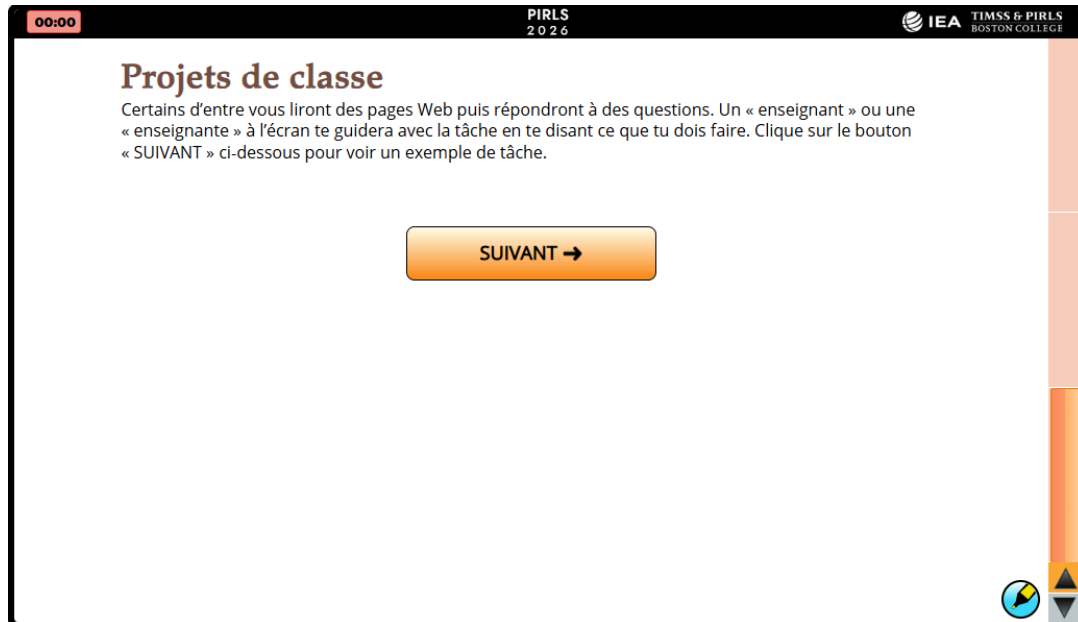 00:00
PIRLS
2026
IEA
TIMSS & PIRLS
BOSTON COLLEGE
Projets de classe
Certains d’entre vous liront des pages Web puis répondront à des questions. Un « enseignant » ou une
« enseignante » à l’écran te guidera avec la tâche en te disant ce que tu dois faire. Clique sur le bouton
« SUIVANT » ci-dessous pour voir un exemple de tâche.
SUIVANT ➜